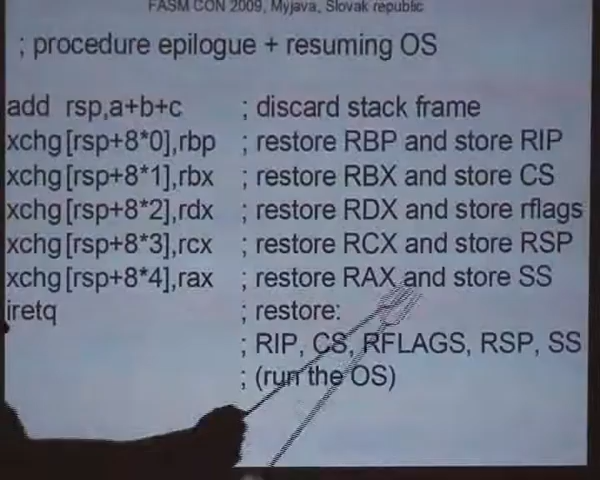 FASM CON 2009, Myjava, Slovak republic
; procedure epilogue + resuming OS
add rsp,a+b+c ; discard stack frame
xchg [rsp+8*0],rbp ; restore RBP and store RIP
xchg [rsp+8*1],rbx ; restore RBX and store CS
xchg [rsp+8*2],rdx ; restore RDX and store rflags
xchg [rsp+8*3],rcx ; restore RCX and store RSP
xchg [rsp+8*4],rax ; restore RAX and store SS
iretq ; restore:
; RIP, CS, RFLAGS, RSP, SS
; (run the OS)